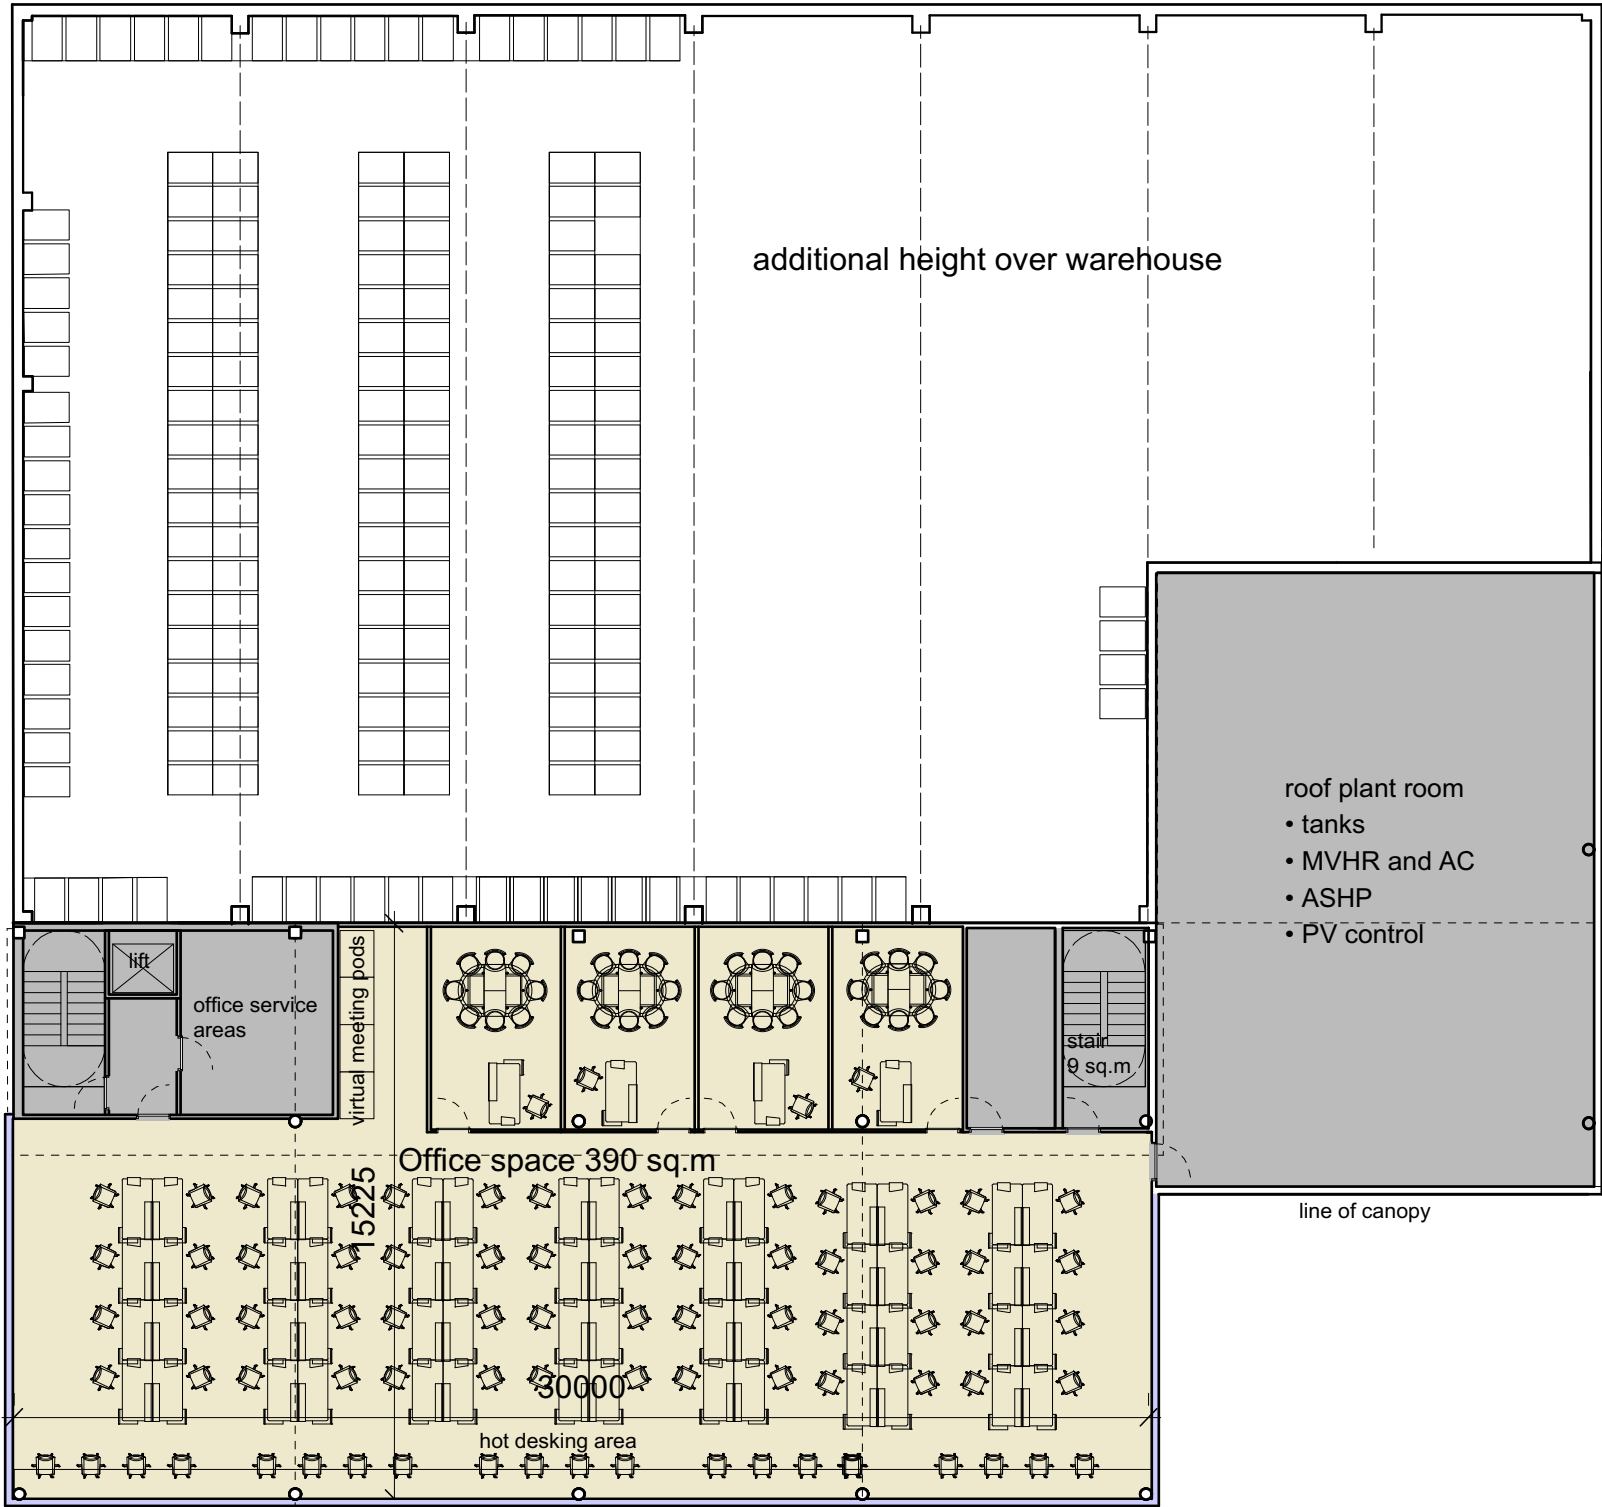 additional height over warehouse
roof plant room
• tanks
• MVHR and AC
• ASHP
• PV control
lift
office service
areas
virtual meeting pods
stair
9 sq.m
Office space 390 sq.m
15225
line of canopy
30000
hot desking area